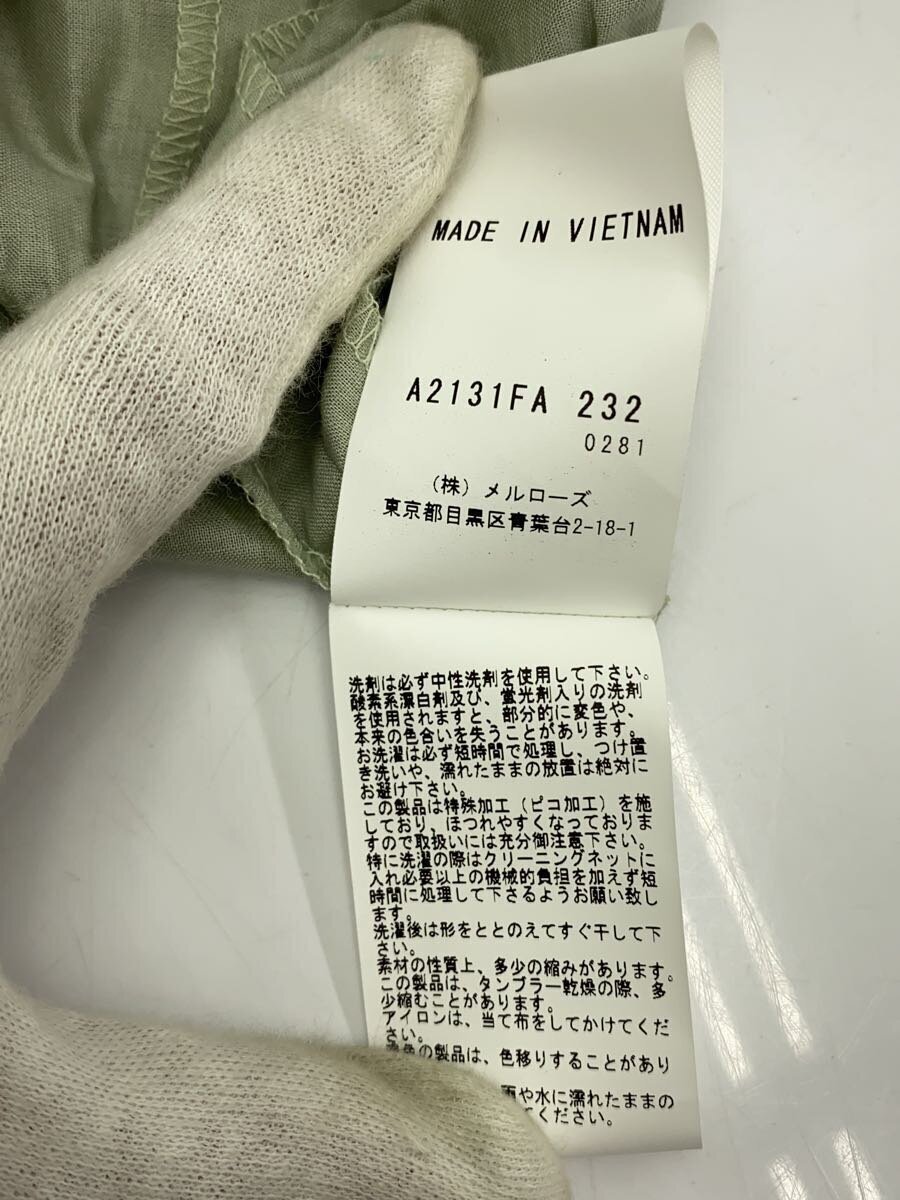 MADE IN VIETNAM
A2131FA 232
0281
(株) メルローズ
東京都目黒区青葉台2-18-1
洗剤は必ず中性洗剤を使用して下さい。
酸素系漂白剤及び、蛍光剤入りの洗剤
を使用されますと、部分的に変色や、
本来の色合いを失うことがあります。
お洗濯は必ず短時間で処理し、つけ置
き洗いや、濡れたままの放置は絶対に
お避け下さい。
この製品は特殊加工(ピコ加工)を施
しており、ほつれやすくなっておりま
すので取扱いには充分御注意下さい。
特に洗濯の際はクリーニングネットに
入れ必要以上の機械的負担を加えず短
時間に処理して下さるようお願い致し
ます。
洗濯後は形をととのえてすぐ干して下
さい。
素材の性質上、多少の縮みがあります。
この製品は、タンブラー乾燥の際、多
少縮むことがあります。
アイロンは、当て布をしてかけてくだ
さい。
色の製品は、色移りすることがあり
雨や水に濡れたままの
ください。